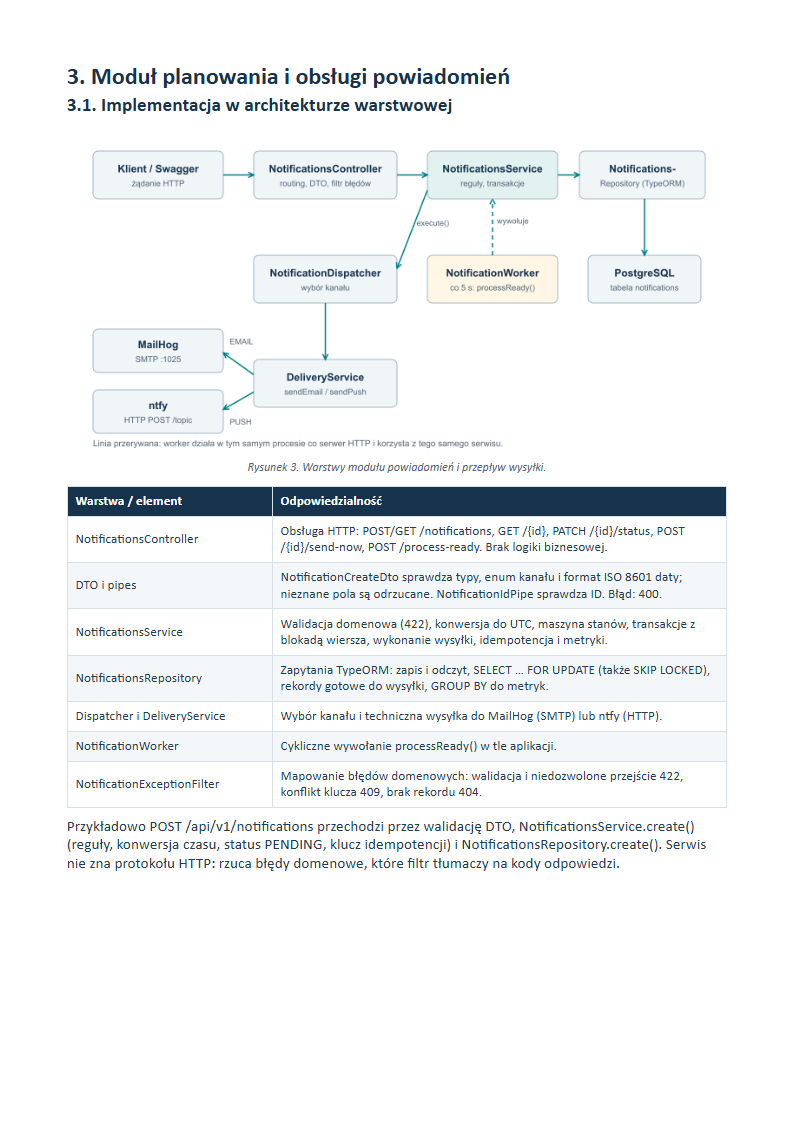 3. Moduł planowania i obsługi powiadomień
3.1. Implementacja w architekturze warstwowej
Klient / Swagger
żądanie HTTP
NotificationsController
routing, DTO, filtr błędów
NotificationsService
reguły, transakcje
Notifications-
Repository (TypeORM)
execute()
wywołuje
NotificationDispatcher
wybór kanału
NotificationWorker
co 5 s: processReady()
PostgreSQL
tabela notifications
MailHog
SMTP :1025
EMAIL
DeliveryService
sendEmail / sendPush
ntfy
HTTP POST /topic
PUSH
Linia przerywana: worker działa w tym samym procesie co serwer HTTP i korzysta z tego samego serwisu.
Rysunek 3. Warstwy modułu powiadomień i przepływ wysyłki.
Warstwa / element Odpowiedzialność
NotificationsController
Obsługa HTTP: POST/GET /notifications, GET /{id}, PATCH /{id}/status, POST
/{id}/send-now, POST /process-ready. Brak logiki biznesowej.
DTO i pipes
NotificationCreateDto sprawdza typy, enum kanału i format ISO 8601 daty;
nieznane pola są odrzucane. NotificationIdPipe sprawdza ID. Błąd: 400.
NotificationsService
Walidacja domenowa (422), konwersja do UTC, maszyna stanów, transakcje z
blokadą wiersza, wykonanie wysyłki, idempotencja i metryki.
NotificationsRepository
Zapytania TypeORM: zapis i odczyt, SELECT ... FOR UPDATE (także SKIP LOCKED),
rekordy gotowe do wysyłki, GROUP BY do metryk.
Dispatcher i DeliveryService Wybór kanału i techniczna wysyłka do MailHog (SMTP) lub ntfy (HTTP).
NotificationWorker Cykliczne wywołanie processReady() w tle aplikacji.
NotificationExceptionFilter
Mapowanie błędów domenowych: walidacja i niedozwolone przejście 422,
konflikt klucza 409, brak rekordu 404.
Przykładowo POST /api/v1/notifications przechodzi przez walidację DTO, NotificationsService.create()
(reguły, konwersja czasu, status PENDING, klucz idempotencji) i NotificationsRepository.create(). Serwis
nie zna protokołu HTTP: rzuca błędy domenowe, które filtr tłumaczy na kody odpowiedzi.